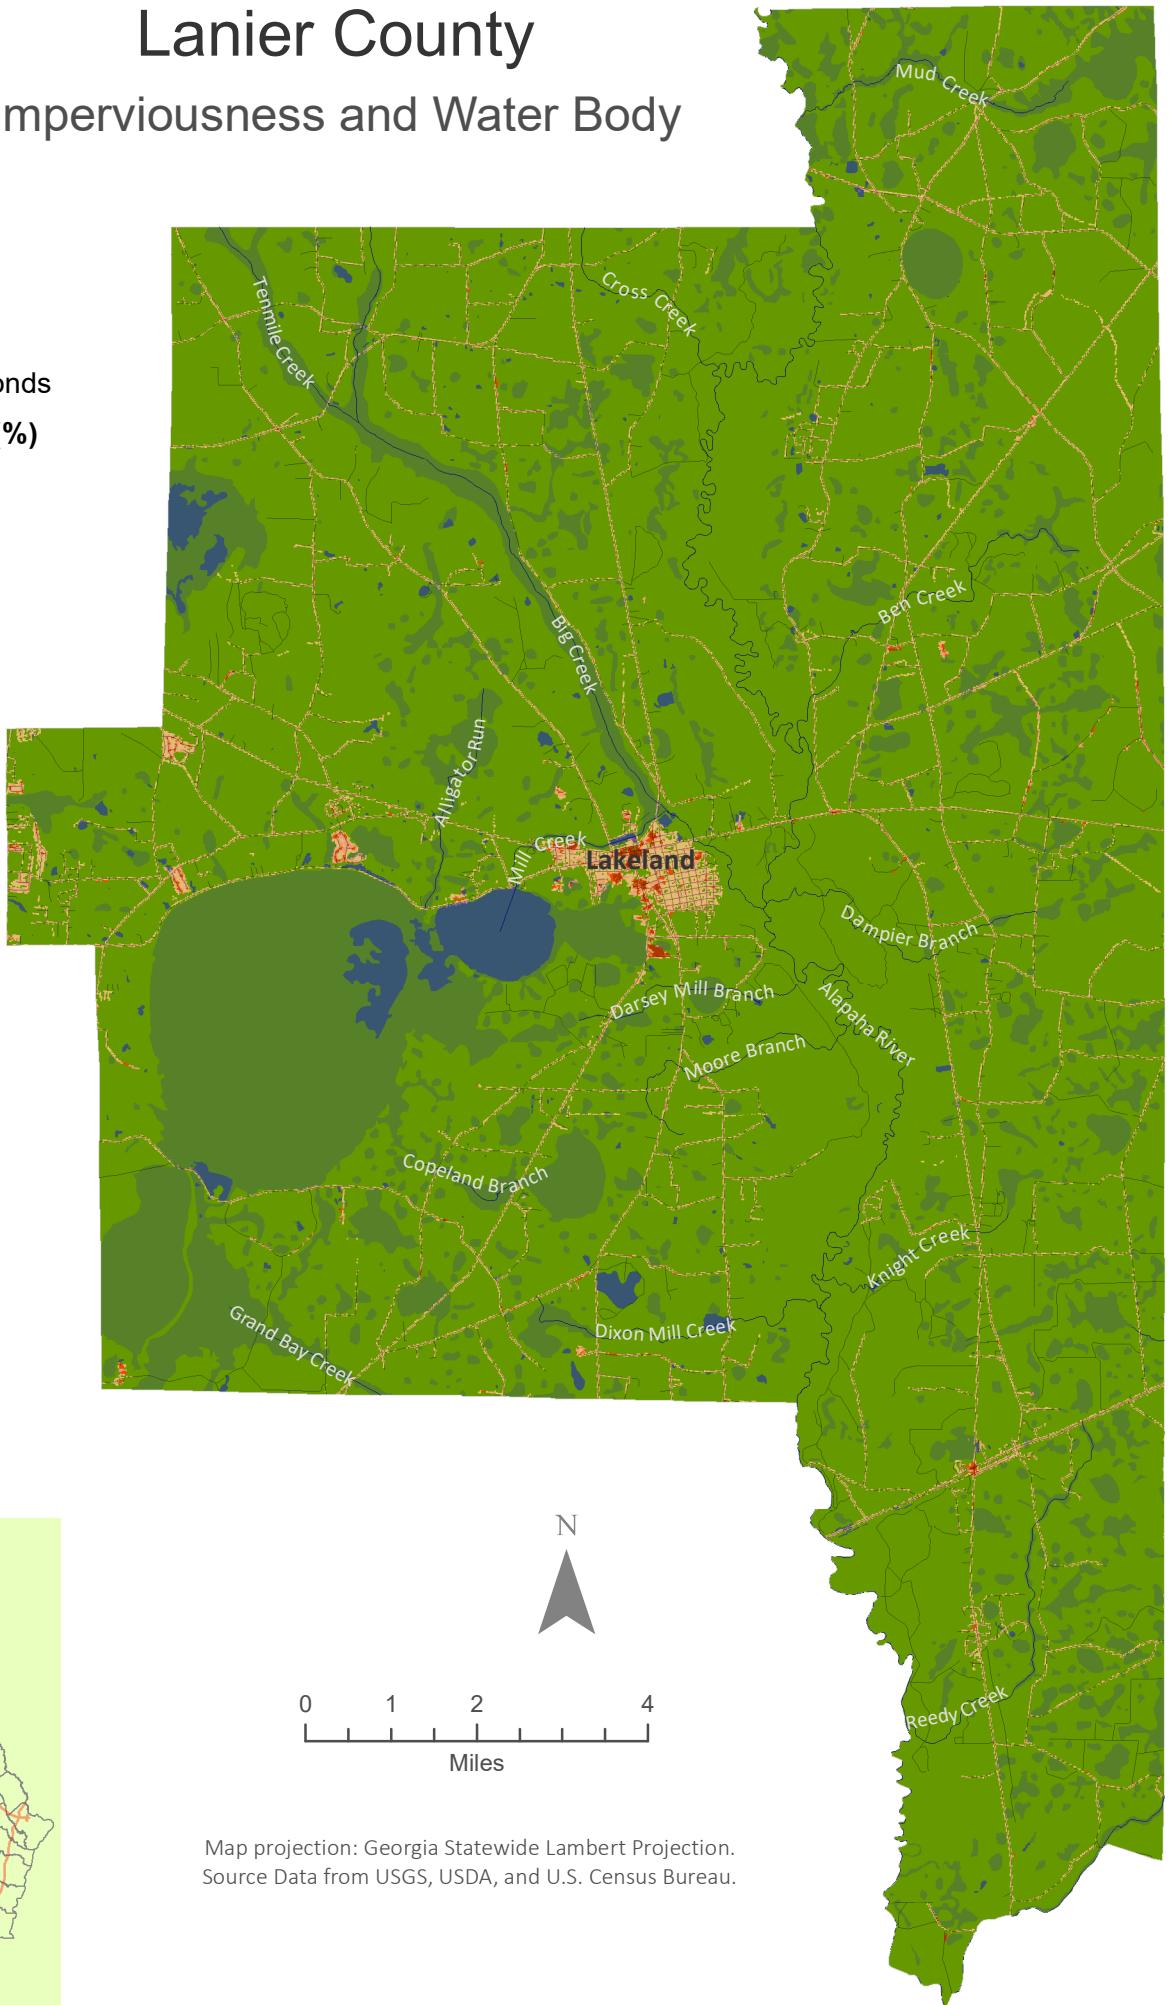 Lanier County
mperviousness and Water Body
onds
%)
Mud Creek
Tenmile Creek
Cross Creek
Ben Creek
Big Creek
Alligator Run
Mill Creek
Lakeland
Dampier Branch
Darsey Mill Branch
Alapaha River
Moore Branch
Copeland Branch
Knight Creek
Grand Bay Creek
Dixon Mill Creek
N
0 1 2 4
Miles
Reedy Creek
Map projection: Georgia Statewide Lambert Projection.
Source Data from USGS, USDA, and U.S. Census Bureau.